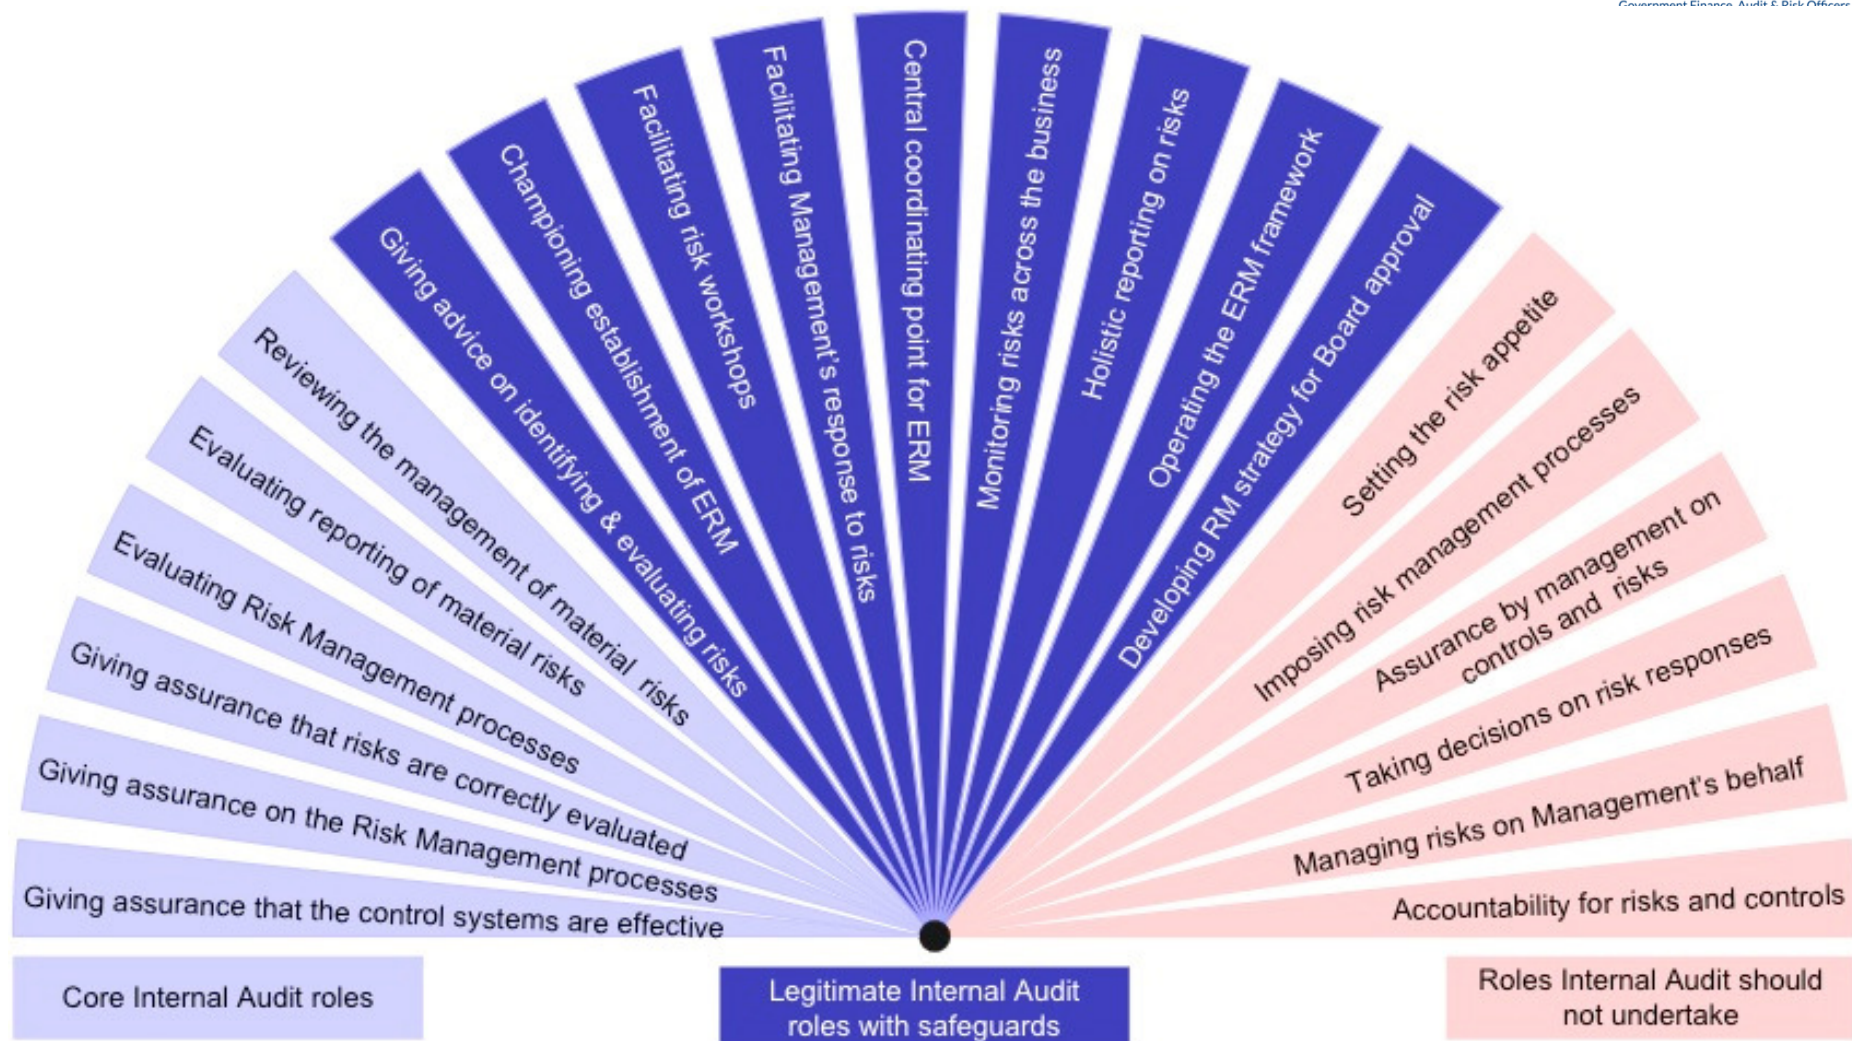 Government Finance, Audit & Risk Officers
Giving assurance that the control systems are effective
Giving assurance on the Risk Management processes
Giving assurance that risks are correctly evaluated
Evaluating Risk Management processes
Evaluating reporting of material risks
Reviewing the management of material risks
Giving advice on identifying & evaluating risks
Championing establishment of ERM
Facilitating risk workshops
Facilitating Management's response to risks
Central coordinating point for ERM
Monitoring risks across the business
Holistic reporting on risks
Operating the ERM framework
Developing RM strategy for Board approval
Setting the risk appetite
Imposing risk management processes
Assurance by management on
controls and risks
Taking decisions on risk responses
Managing risks on Management's behalf
Accountability for risks and controls
Core Internal Audit roles
Legitimate Internal Audit
roles with safeguards
Roles Internal Audit should
not undertake